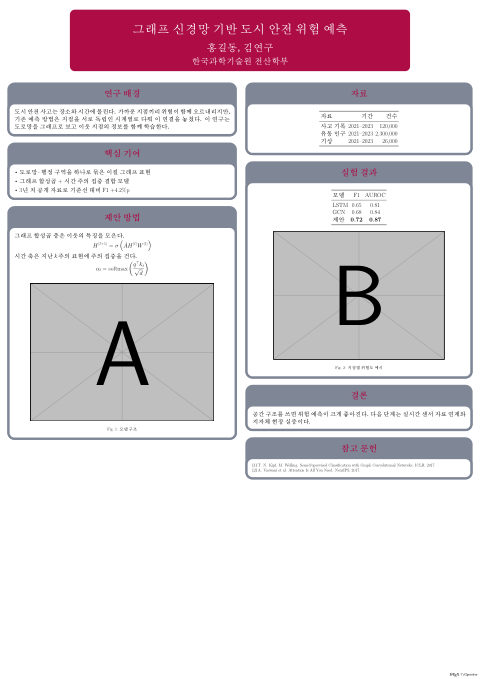 그래프 신경망 기반 도시 안전 위험 예측
홍길동, 김연구
한국과학기술원 전산학부
연구 배경
도시 안전 사고는 장소와 시간에 몰린다. 가까운 지점끼리 위험이 함께 오르내리지만,
기존 예측 방법은 지점을 서로 독립인 시계열로 다뤄 이 연결을 놓쳤다. 이 연구는
도로망을 그래프로 보고 이웃 지점의 정보를 함께 학습한다.
핵심 기여
• 도로망·행정 구역을 하나로 묶은 이질 그래프 표현
• 그래프 합성곱 + 시간 주의 집중 결합 모델
• 3년 치 공개 자료로 기준선 대비 F1 +4.2%p
제안 방법
그래프 합성곱 층은 이웃의 특징을 모은다.
시간 축은 지난 k주의 표현에 주의 집중을 건다.
A
Fig. 1: 모델 구조
자료
자료 기간 건수
사고 기록 2021–2023 120,000
유동 인구 2021–2023 2,300,000
기상 2021–2023 26,000
실험 결과
모델 F1 AUROC
LSTM 0.65 0.81
GCN 0.68 0.84
제안 0.72 0.87
B
Fig. 2: 지점별 위험도 예시
결론
공간 구조를 쓰면 위험 예측이 크게 좋아진다. 다음 단계는 실시간 센서 자료 연계와
지자체 현장 실증이다.
참고 문헌
[1] T. N. Kipf, M. Welling. Semi-Supervised Classification with Graph Convolutional Networks. ICLR, 2017.
[2] A. Vaswani et al. Attention Is All You Need. NeurIPS, 2017.